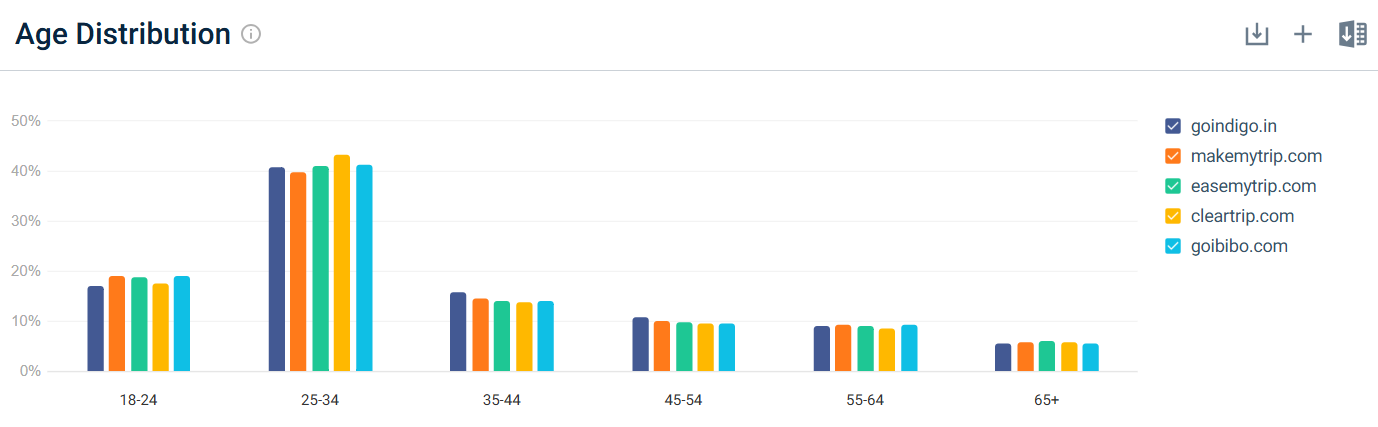 Age Distribution
50%
40%
30%
20%
10%
0%
18-24
25-34
35-44
45-54
55-64
65+
goindigo.in
makemytrip.com
easemytrip.com
cleartrip.com
goibibo.com